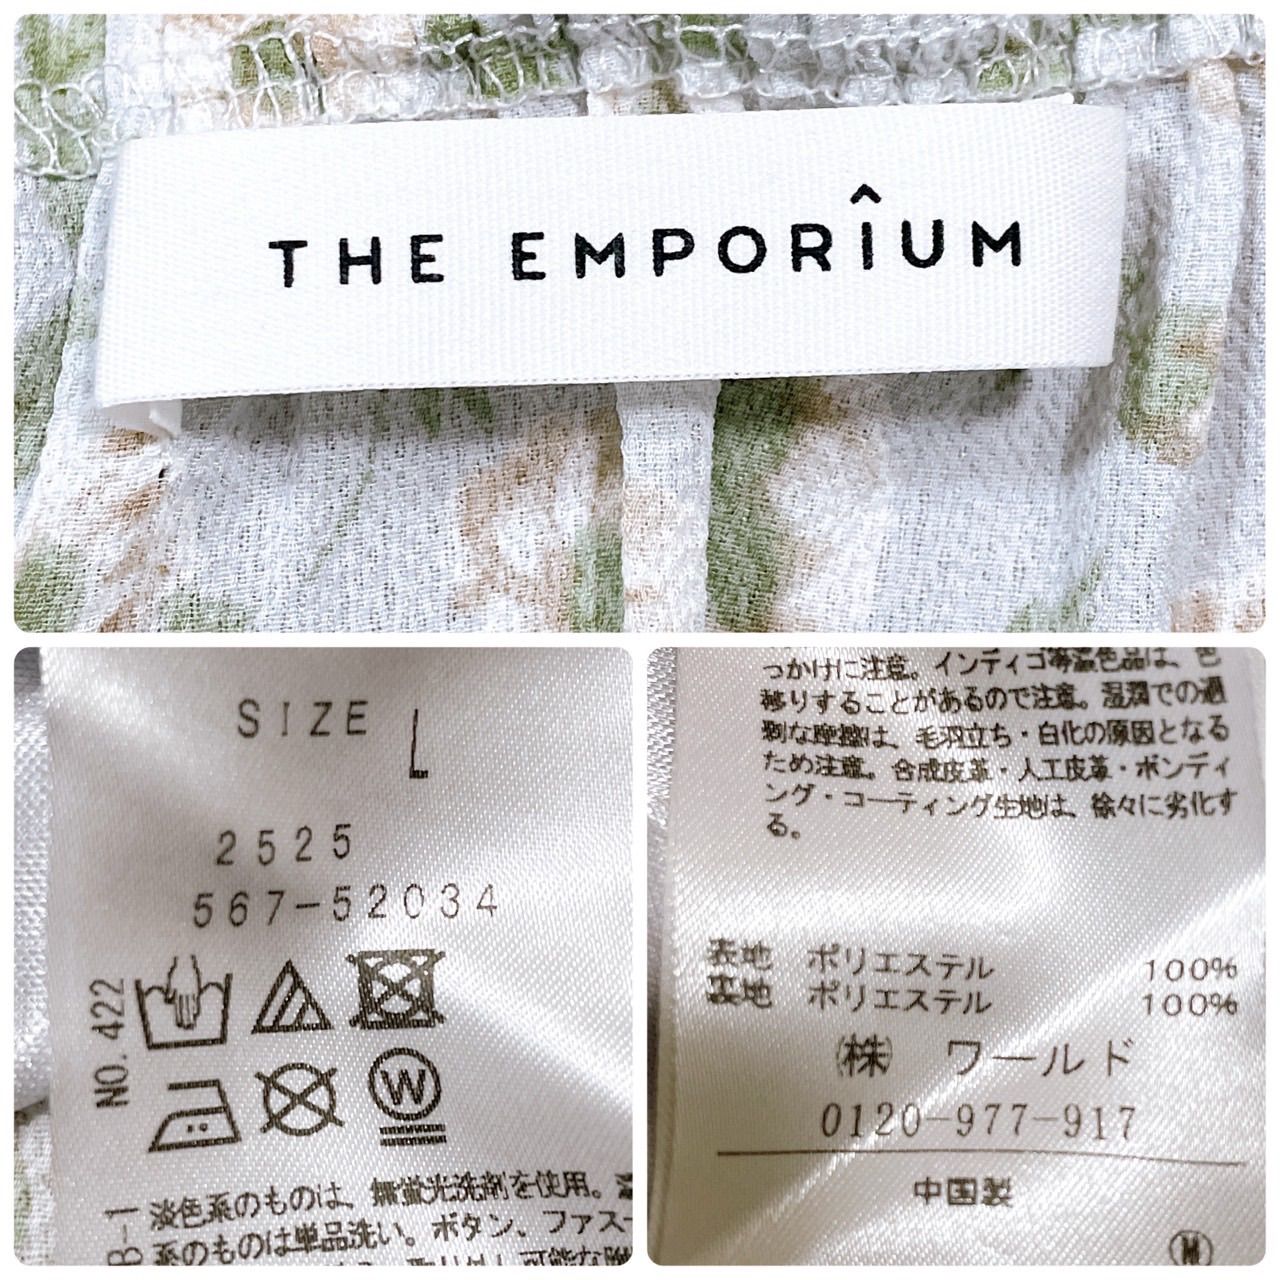 THE EMPORÎUM
SIZE L
2525
567-52034
NO. 422
W
B-1
淡色系のものは、無蛍光洗剤を使用。濃
系のものは単品洗い。ボタン、ファス
可能な
っかけに注意。インディゴ等濃色品は、色
移りすることがあるので注意。湿潤での過
剰な摩擦は、毛羽立ち・白化の原因となる
ため注意。合成皮革・人工皮革・ボンディ
ング・コーティング生地は、徐々に劣化す
る。
表地 ポリエステル 100%
裏地 ポリエステル 100%
㈱ ワールド
0120-977-917
中国製
M